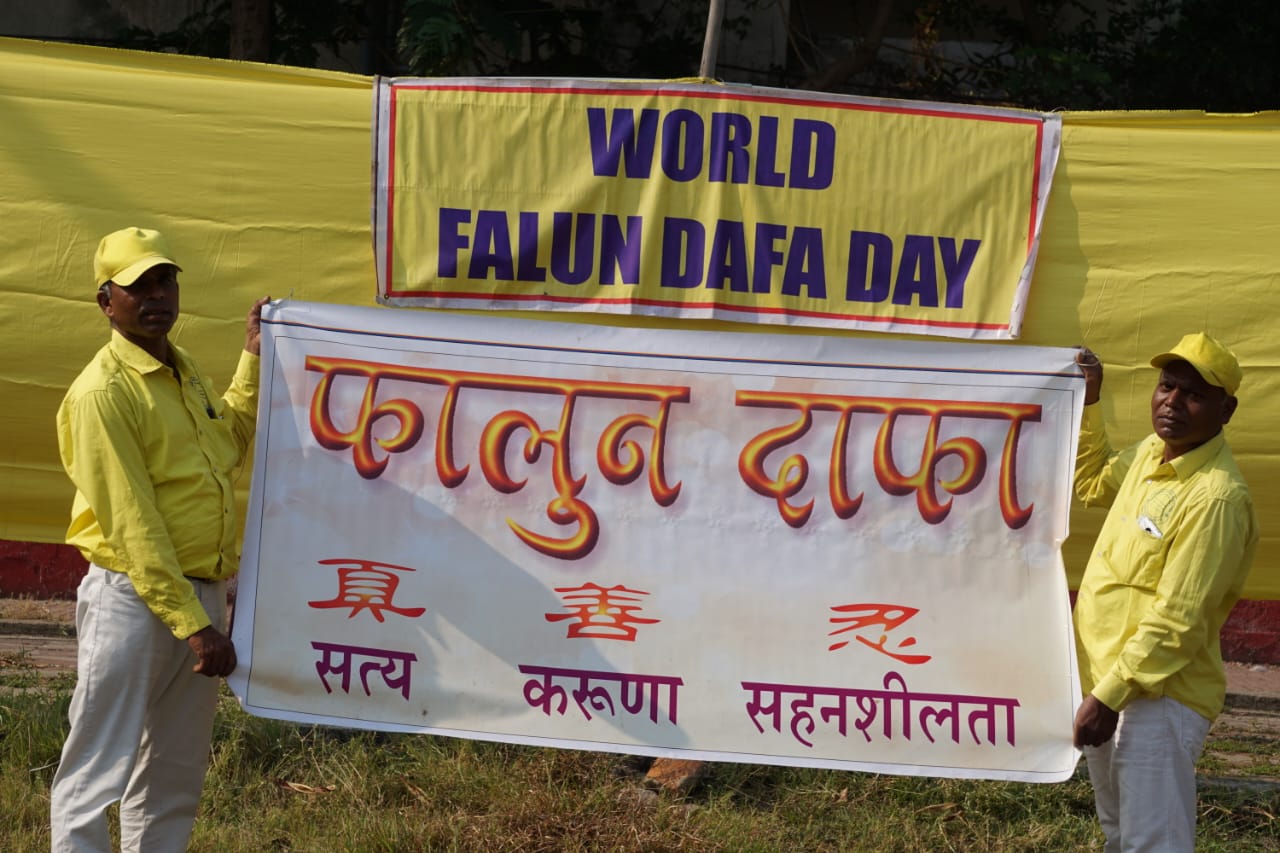 WORLD
FALUN DAFA DAY
फालुन दाफा
真 善 忍
सत्य करूणा सहनशीलता